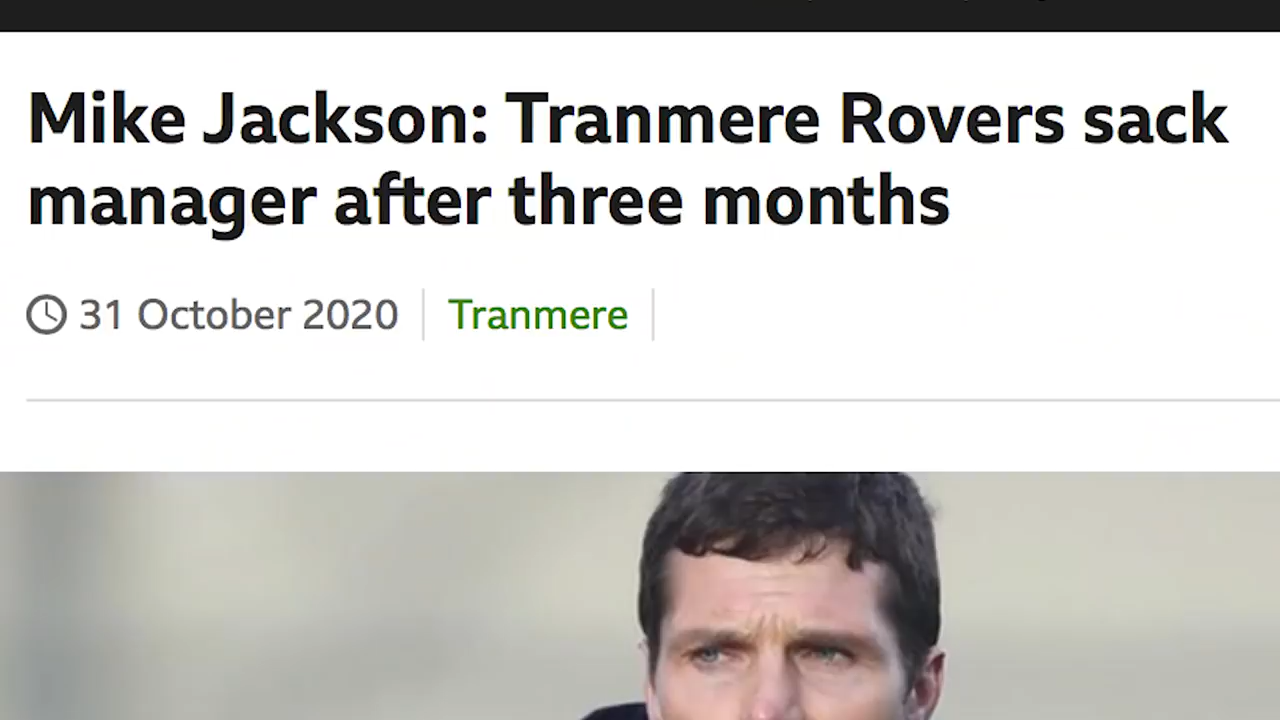 Mike Jackson: Tranmere Rovers sack
manager after three months
31 October 2020
Tranmere